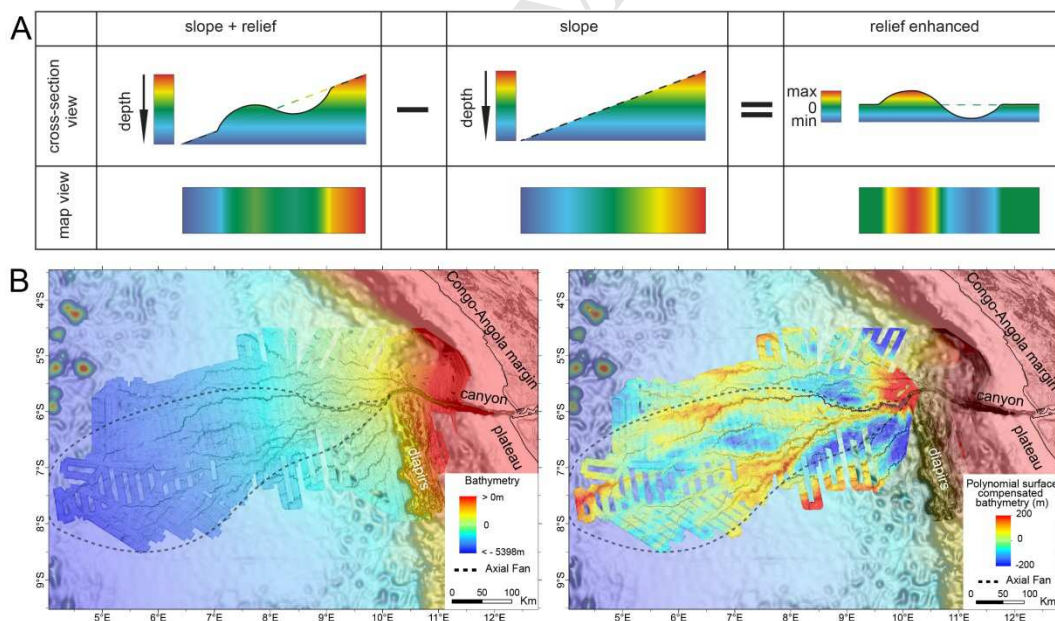 A
slope + relief
slope
relief enhanced
cross-section
view
depth
depth
max
0
min
map view
B
4°S
5°S
6°S
7°S
8°S
9°S
Congo-Angola margin
canyon
plateau
diapirs
Bathymetry
> 0m
0
< - 5398m
Axial Fan
0 50 100
Km
5°E 6°E 7°E 8°E 9°E 10°E 11°E 12°E
4°S
5°S
6°S
7°S
8°S
9°S
Congo-Angola margin
canyon
plateau
diapirs
Polynomial surface
compensated
bathymetry (m)
200
-200
Axial Fan
0 50 100
Km
5°E 6°E 7°E 8°E 9°E 10°E 11°E 12°E